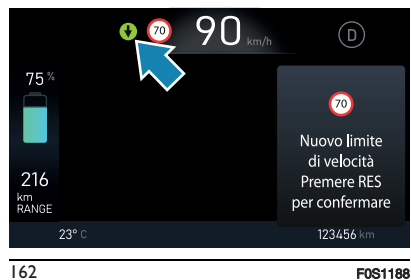 70 90 km/h D
75 %
216
km
RANGE
70
Nuovo limite
di velocità
Premere RES
per confermare
23° C 123456 km
162 F0S1188